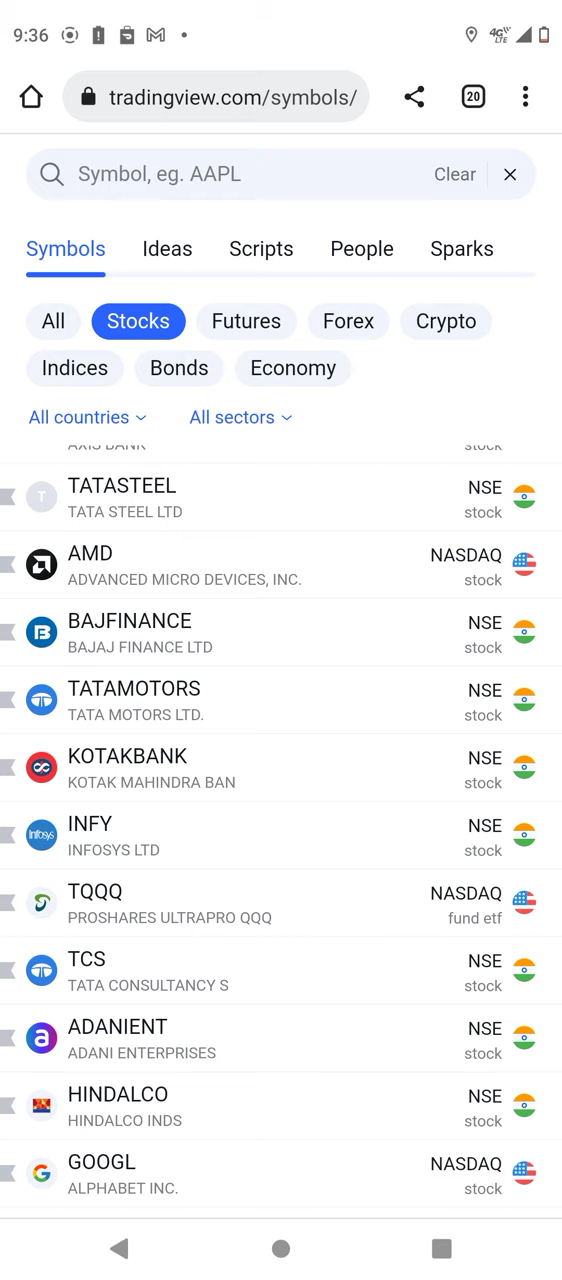 9:36
4G LTE
tradingview.com/symbols/
20
Symbol, eg. AAPL Clear
Symbols Ideas Scripts People Sparks
All Stocks Futures Forex Crypto
Indices Bonds Economy
All countries All sectors
AXIS BANK stock
T TATASTEEL NSE
TATA STEEL LTD stock
AMD NASDAQ
ADVANCED MICRO DEVICES, INC. stock
B BAJFINANCE NSE
BAJAJ FINANCE LTD stock
TATAMOTORS NSE
TATA MOTORS LTD. stock
KOTAKBANK NSE
KOTAK MAHINDRA BAN stock
Infosys INFY NSE
INFOSYS LTD stock
TQQQ NASDAQ
PROSHARES ULTRAPRO QQQ fund etf
TCS NSE
TATA CONSULTANCY S stock
a ADANIENT NSE
ADANI ENTERPRISES stock
HINDALCO NSE
HINDALCO INDS stock
G GOOGL NASDAQ
ALPHABET INC. stock